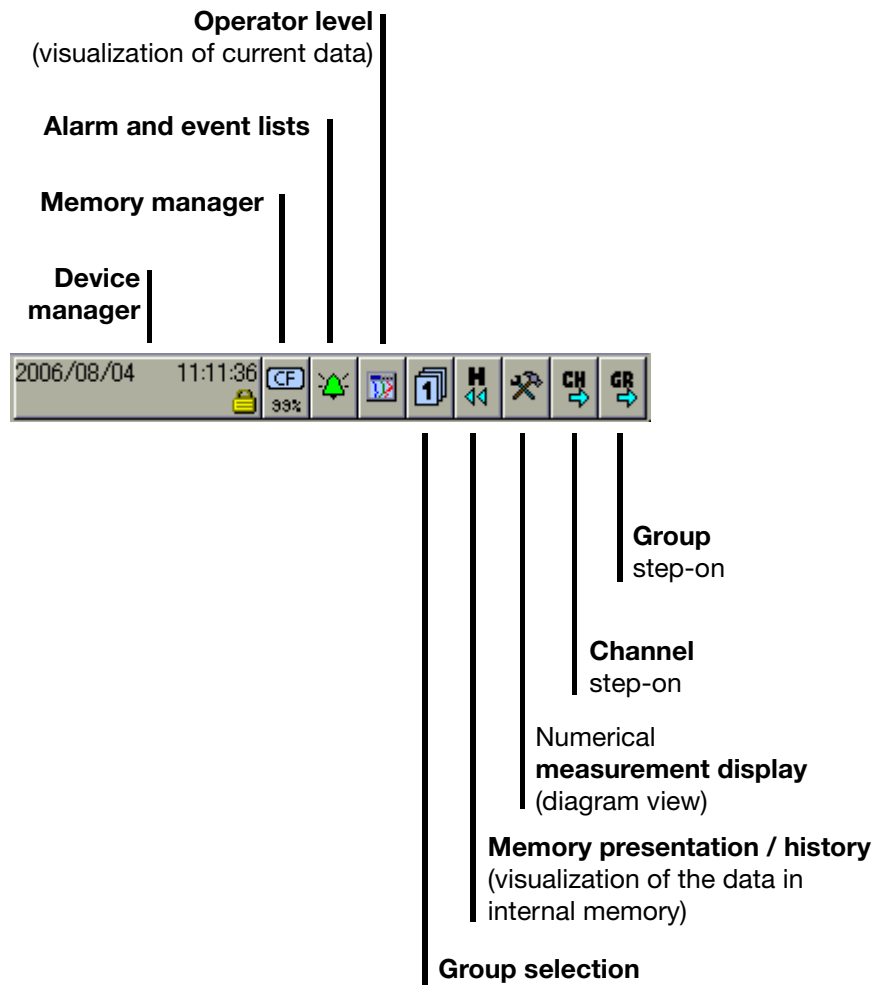 Operator level
(visualization of current data)
Alarm and event lists
Memory manager
Device
manager
2006/08/04 11:11:36
CF
99%
1
H
CH
GR
Group
step-on
Channel
step-on
Numerical
measurement display
(diagram view)
Memory presentation / history
(visualization of the data in
internal memory)
Group selection